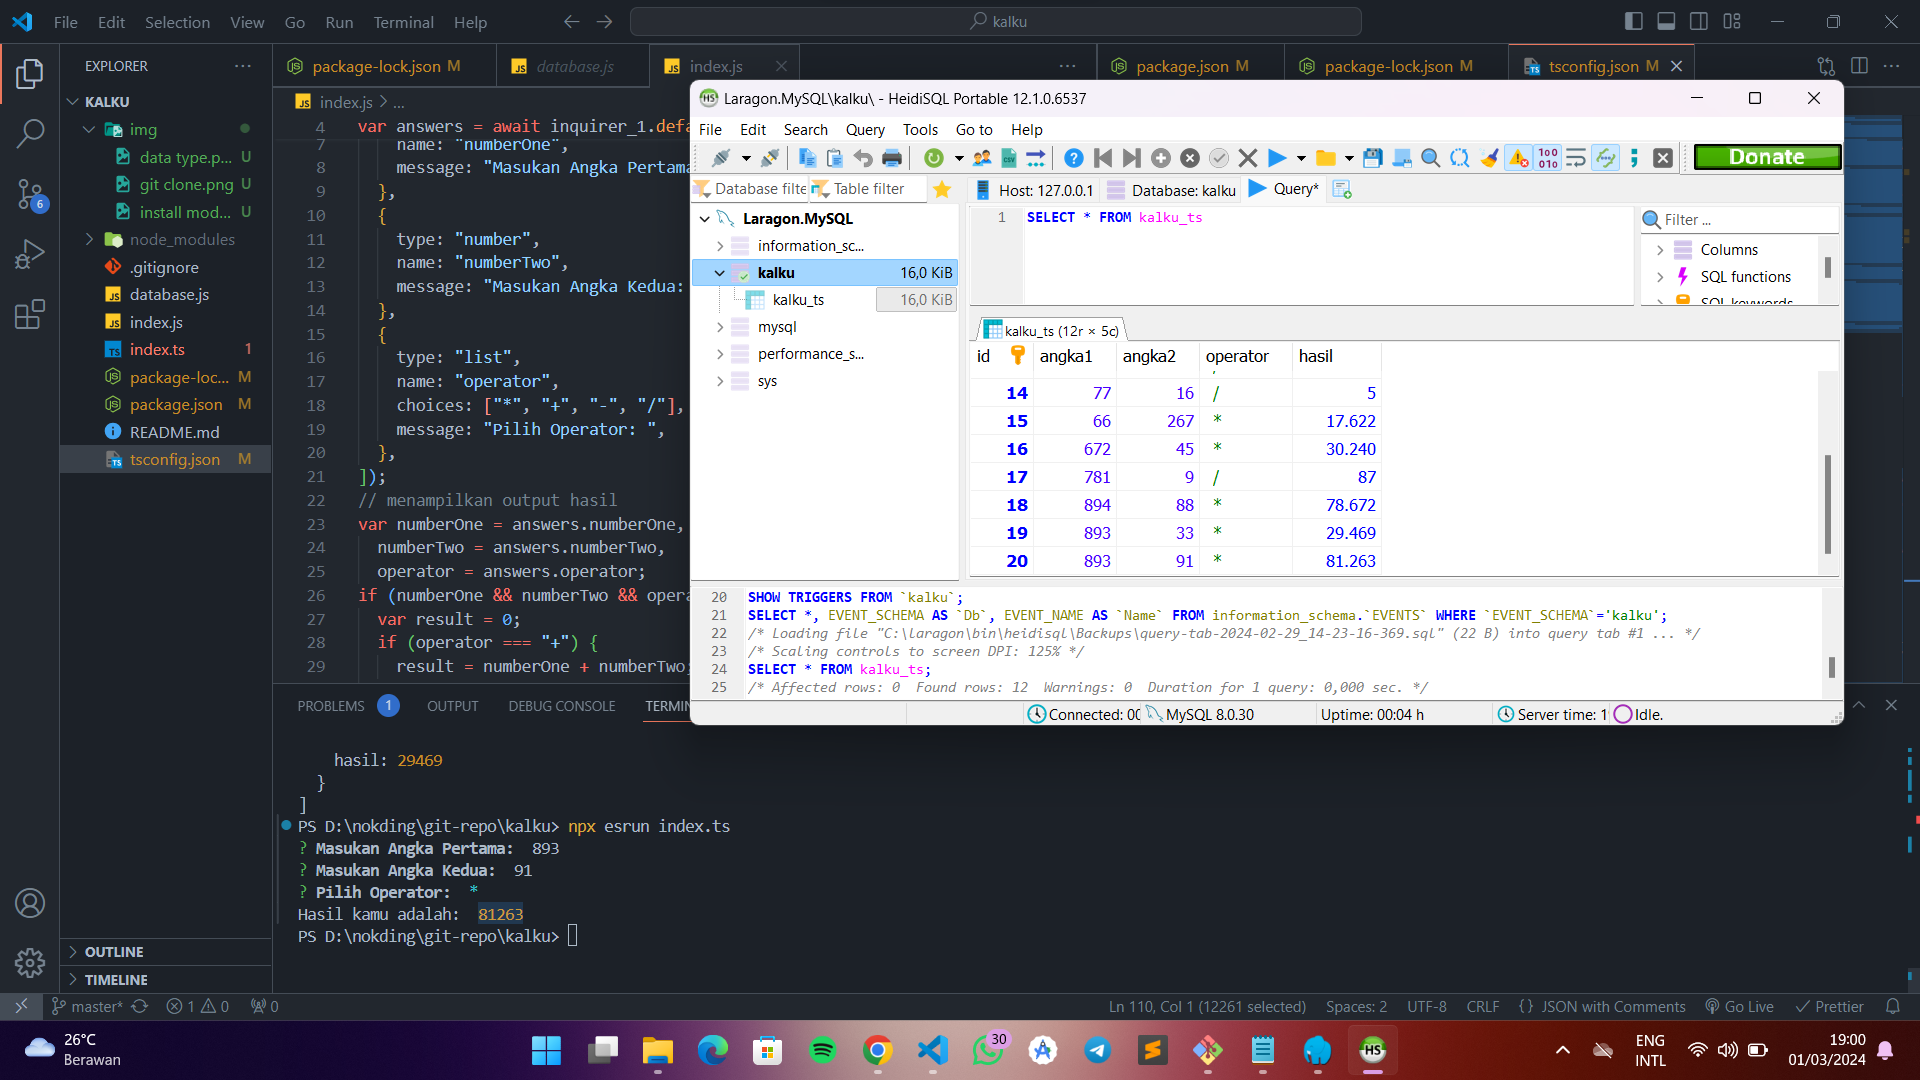 File Edit Selection View Go Run Terminal Help
kalku
EXPLORER
package-lock.json M
database.js
index.js
package.json M
package-lock.json M
tsconfig.json M
KALKU
img
data type.p... U
git clone.png U
install mod... U
node_modules
.gitignore
database.js
index.js
index.ts 1
package-loc... M
package.json M
README.md
tsconfig.json M
6
OUTLINE
TIMELINE
index.js > ...
4 var answers = await inquirer_1.defa
7 name: "numberOne",
8 message: "Masukan Angka Pertama
9 },
10 {
11 type: "number",
12 name: "numberTwo",
13 message: "Masukan Angka Kedua:
14 },
15 {
16 type: "list",
17 name: "operator",
18 choices: ["*", "+", "-", "/"],
19 message: "Pilih Operator: ",
20 },
21 ]);
22 // menampilkan output hasil
23 var numberOne = answers.numberOne,
24 numberTwo = answers.numberTwo,
25 operator = answers.operator;
26 if (numberOne && numberTwo && opera
27 var result = 0;
28 if (operator === "+") {
29 result = numberOne + numberTwo;
Laragon.MySQL\kalku\ - HeidiSQL Portable 12.1.0.6537
File Edit Search Query Tools Go to Help
Donate
Database filte
Table filter
Host: 127.0.0.1
Database: kalku
Query*
Laragon.MySQL
information_sc...
kalku 16,0 KiB
kalku_ts 16,0 KiB
mysql
performance_s...
sys
1 SELECT * FROM kalku_ts
Filter ...
Columns
SQL functions
SQL keywords
kalku_ts (12r × 5c)
id angka1 angka2 operator hasil
14 77 16 / 5
15 66 267 * 17.622
16 672 45 * 30.240
17 781 9 / 87
18 894 88 * 78.672
19 893 33 * 29.469
20 893 91 * 81.263
20 SHOW TRIGGERS FROM `kalku`;
21 SELECT *, EVENT_SCHEMA AS `Db`, EVENT_NAME AS `Name` FROM information_schema.`EVENTS` WHERE `EVENT_SCHEMA`='kalku';
22 /* Loading file "C:\laragon\bin\heidisql\Backups\query-tab-2024-02-29_14-23-16-369.sql" (22 B) into query tab #1 ... */
23 /* Scaling controls to screen DPI: 125% */
24 SELECT * FROM kalku_ts;
25 /* Affected rows: 0 Found rows: 12 Warnings: 0 Duration for 1 query: 0,000 sec. */
Connected: 00
MySQL 8.0.30
Uptime: 00:04 h
Server time: 1
Idle.
PROBLEMS 1 OUTPUT DEBUG CONSOLE TERMIN
hasil: 29469
}
]
PS D:\nokding\git-repo\kalku> npx esrun index.ts
? Masukan Angka Pertama: 893
? Masukan Angka Kedua: 91
? Pilih Operator: *
Hasil kamu adalah: 81263
PS D:\nokding\git-repo\kalku>
master* 1 0 0
Ln 110, Col 1 (12261 selected) Spaces: 2 UTF-8 CRLF {} JSON with Comments Go Live Prettier
26°C
Berawan
30
ENG
INTL
19:00
01/03/2024